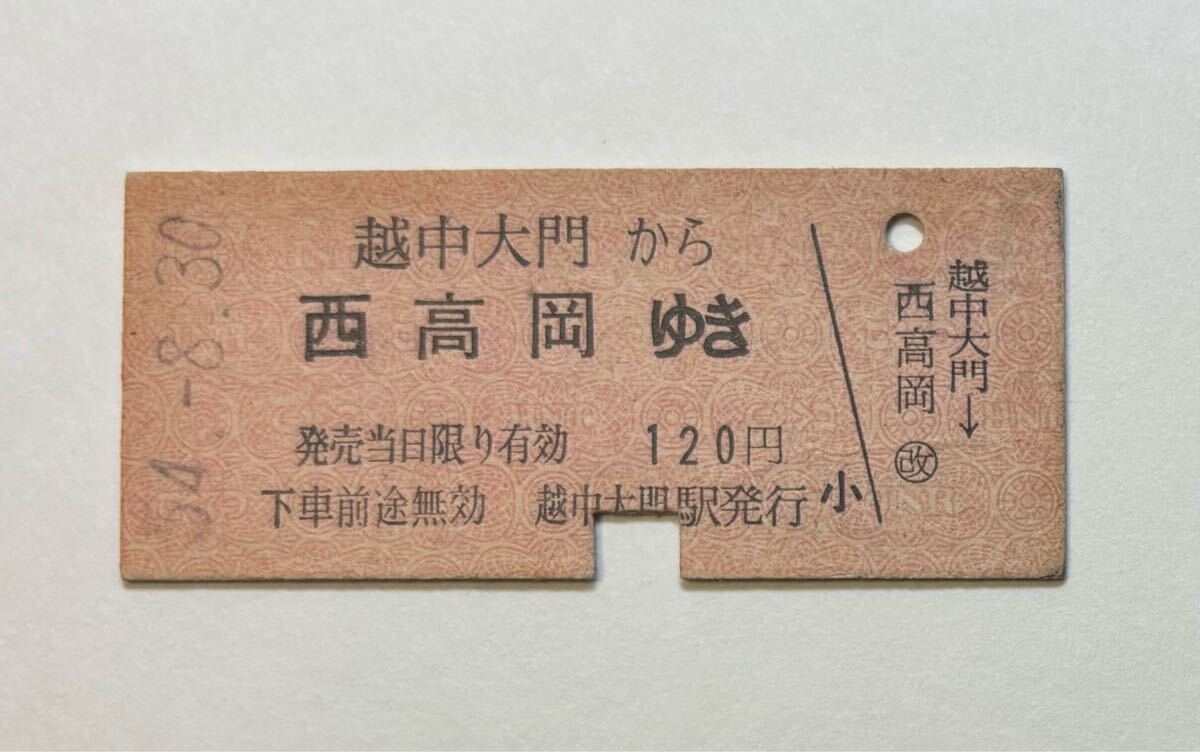 54.-8.30
越中大門 から
西高岡 ゆき
発売当日限り有効 120円
下車前途無効 越中大門駅発行 小
越中大門→
西高岡 ㊌